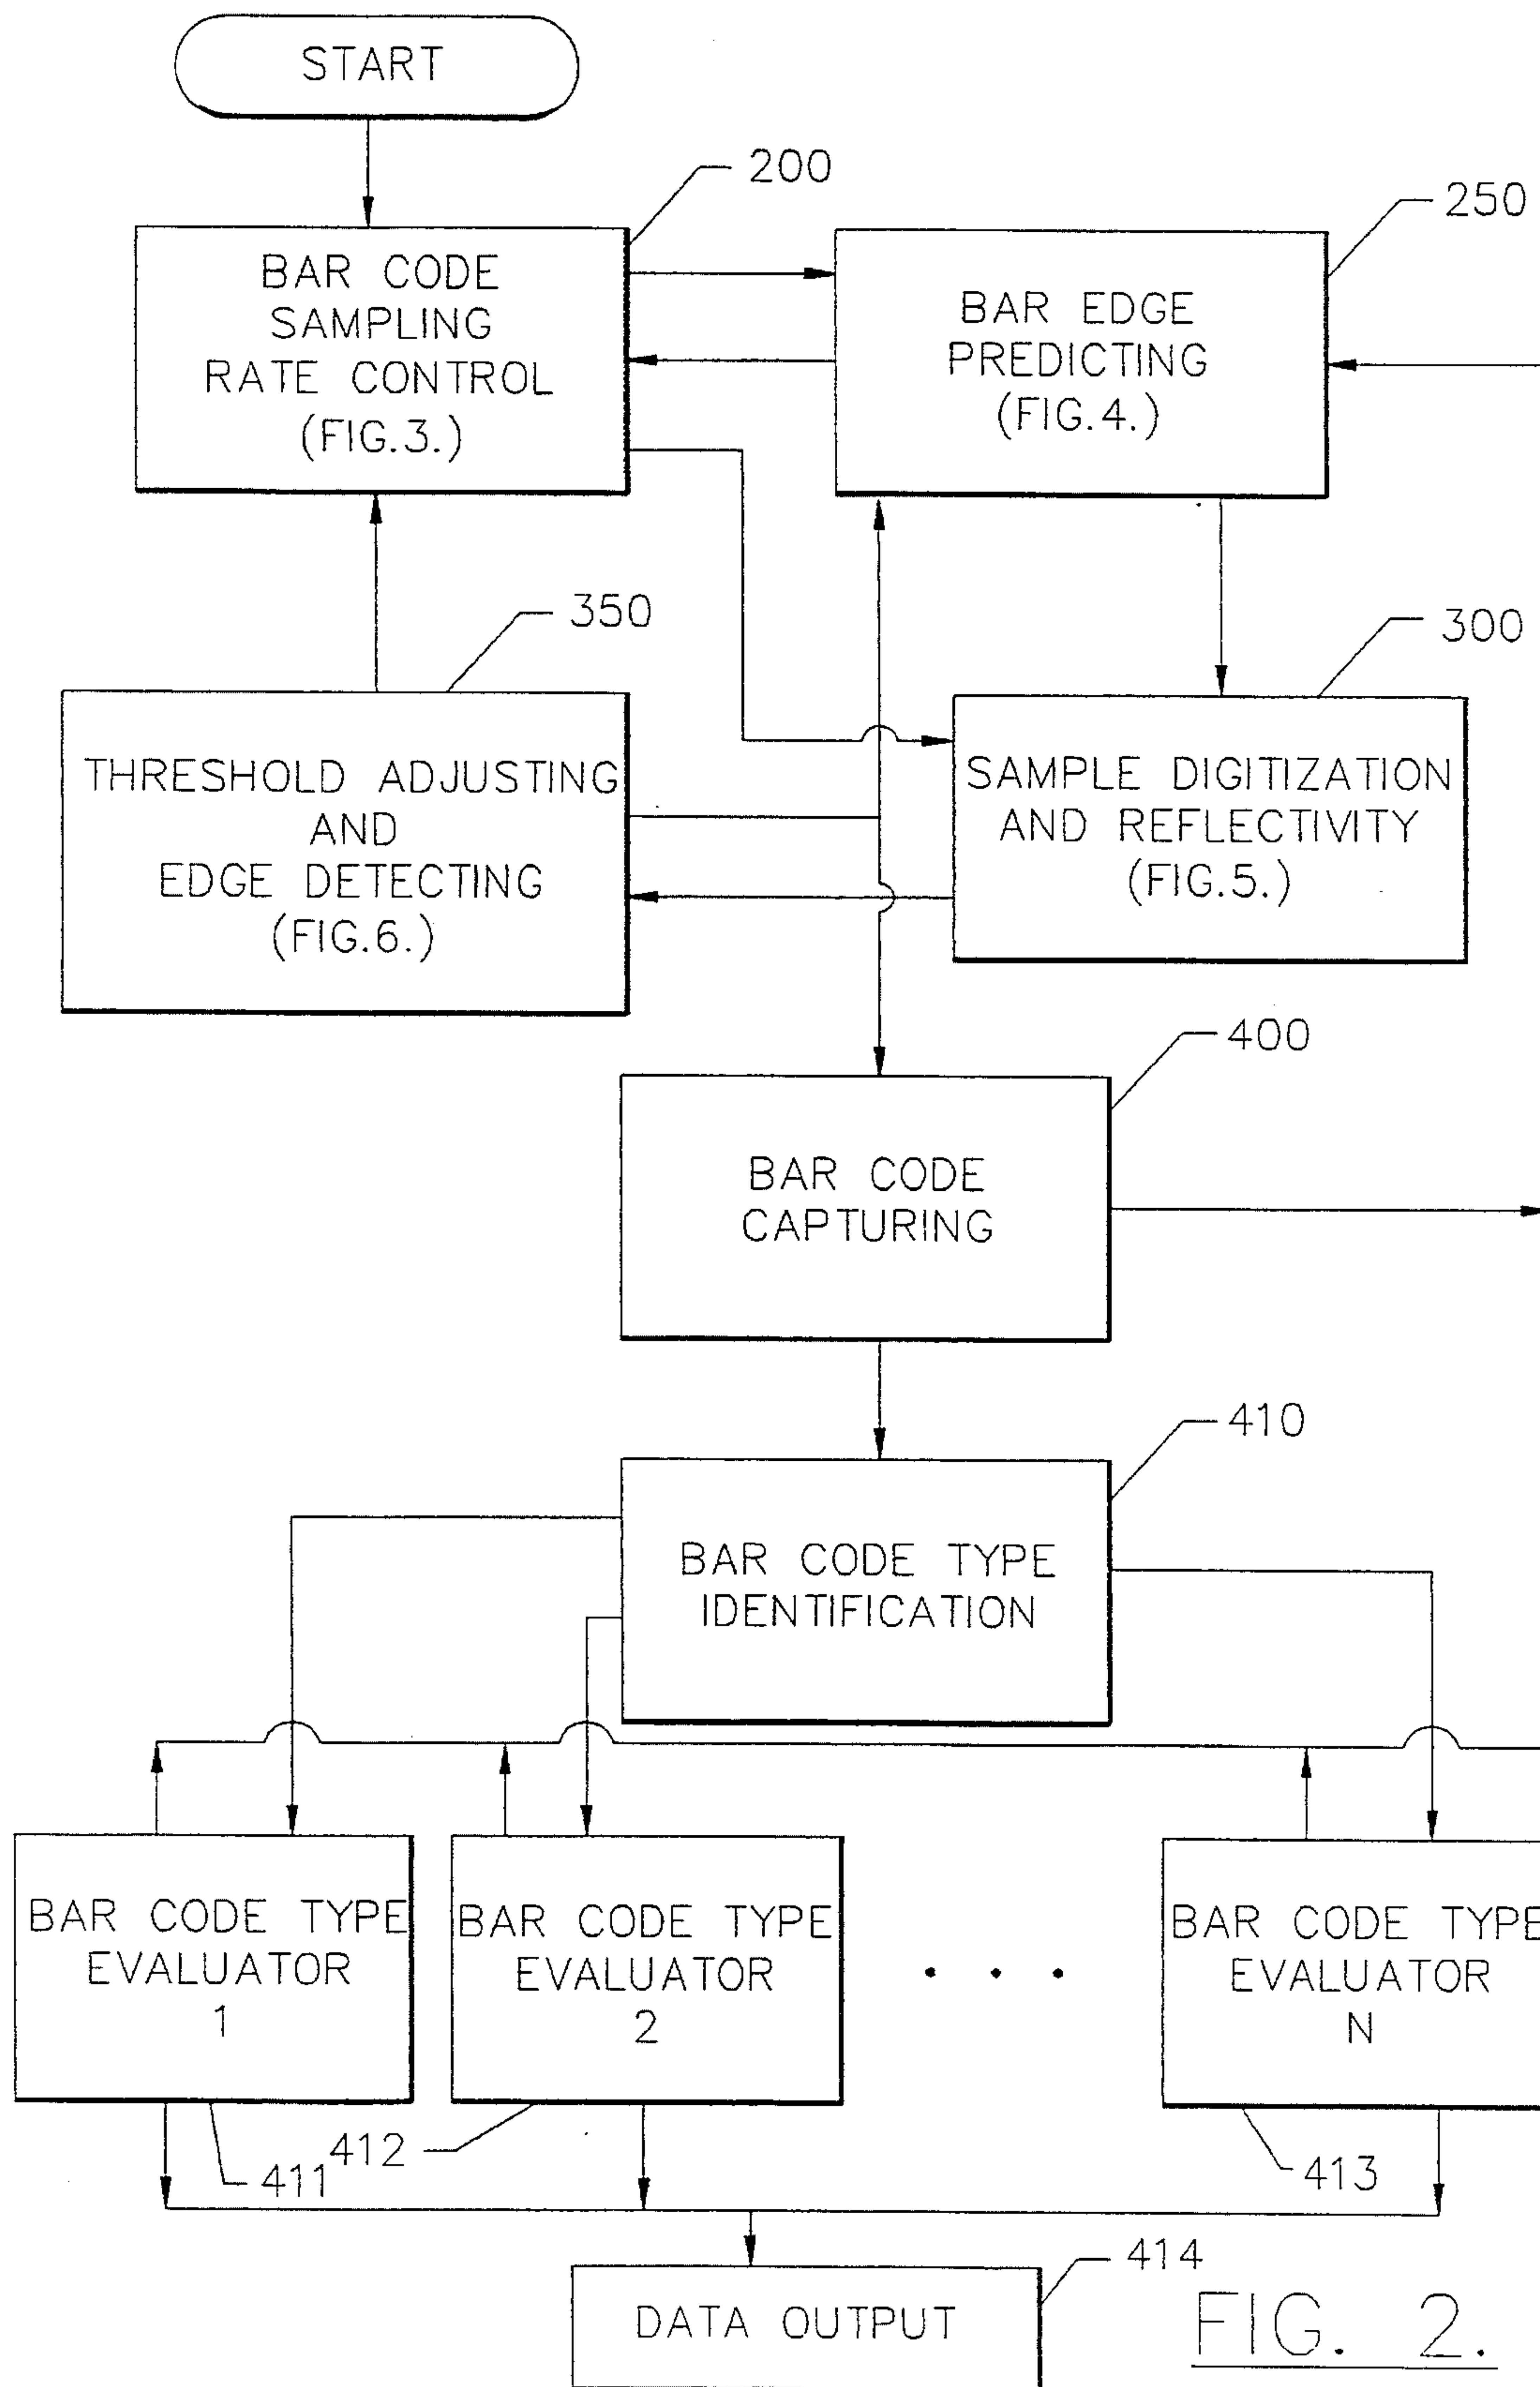 START
200
250
BAR CODE
SAMPLING
RATE CONTROL
(FIG.3.)
BAR EDGE
PREDICTING
(FIG.4.)
350
300
THRESHOLD ADJUSTING
AND
EDGE DETECTING
(FIG.6.)
SAMPLE DIGITIZATION
AND REFLECTIVITY
(FIG.5.)
400
BAR CODE
CAPTURING
410
BAR CODE TYPE
IDENTIFICATION
BAR CODE TYPE
EVALUATOR
1
BAR CODE TYPE
EVALUATOR
2
. . .
BAR CODE TYPE
EVALUATOR
N
411
412
413
414
DATA OUTPUT
FIG. 2.